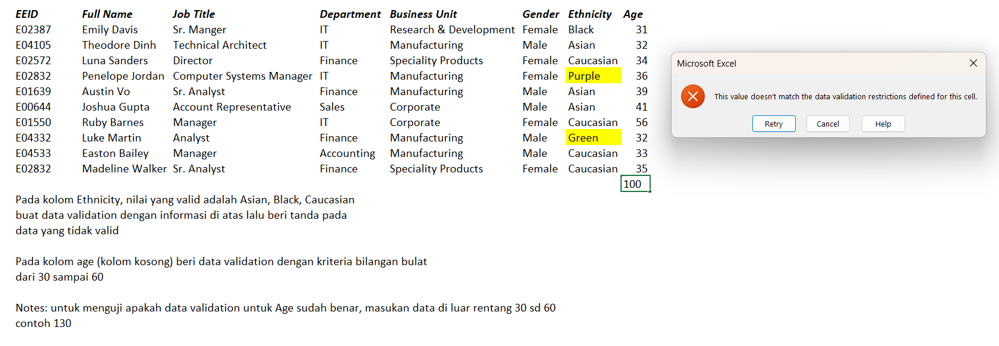 EEID Full Name Job Title Department Business Unit Gender Ethnicity Age
E02387 Emily Davis Sr. Manger IT Research & Development Female Black 31
E04105 Theodore Dinh Technical Architect IT Manufacturing Male Asian 32
E02572 Luna Sanders Director Finance Speciality Products Female Caucasian 34
E02832 Penelope Jordan Computer Systems Manager IT Manufacturing Female Purple 36
E01639 Austin Vo Sr. Analyst Finance Manufacturing Male Asian 39
E00644 Joshua Gupta Account Representative Sales Corporate Male Asian 41
E01550 Ruby Barnes Manager IT Corporate Female Caucasian 56
E04332 Luke Martin Analyst Finance Manufacturing Male Green 32
E04533 Easton Bailey Manager Accounting Manufacturing Male Caucasian 33
E02832 Madeline Walker Sr. Analyst Finance Speciality Products Female Caucasian 35
100
Pada kolom Ethnicity, nilai yang valid adalah Asian, Black, Caucasian
buat data validation dengan informasi di atas lalu beri tanda pada
data yang tidak valid
Pada kolom age (kolom kosong) beri data validation dengan kriteria bilangan bulat
dari 30 sampai 60
Notes: untuk menguji apakah data validation untuk Age sudah benar, masukan data di luar rentang 30 sd 60
contoh 130
Microsoft Excel
This value doesn't match the data validation restrictions defined for this cell.
Retry Cancel Help